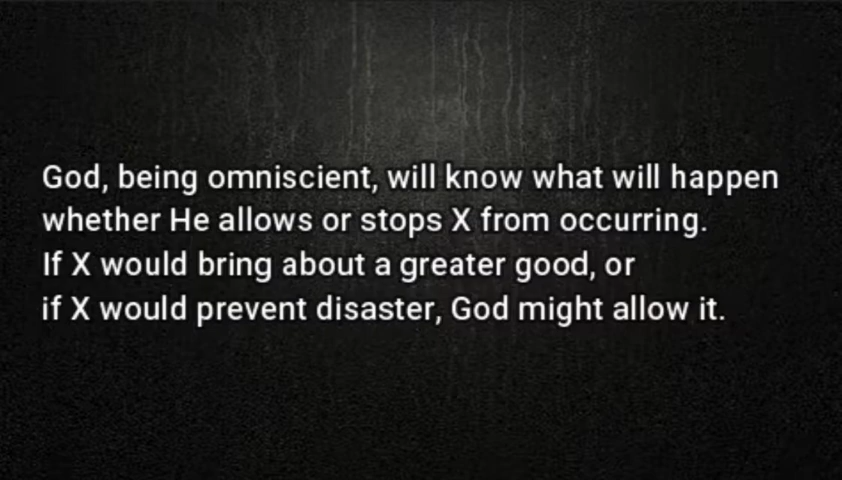 God, being omniscient, will know what will happen
whether He allows or stops X from occurring.
If X would bring about a greater good, or
if X would prevent disaster, God might allow it.